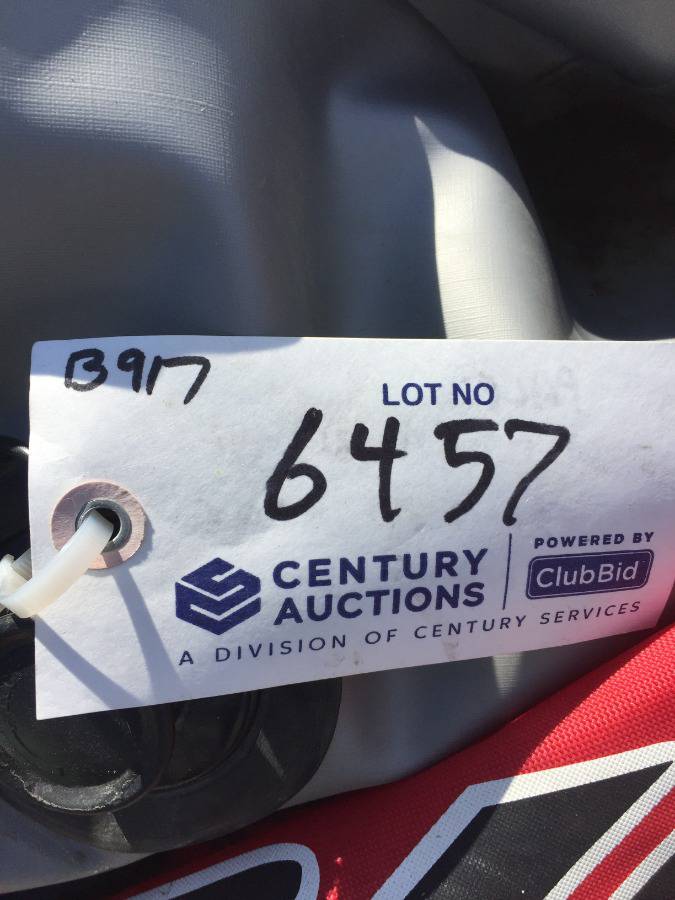 B917
LOT NO
6457
CENTURY
AUCTIONS
POWERED BY
ClubBid
A DIVISION OF CENTURY SERVICES